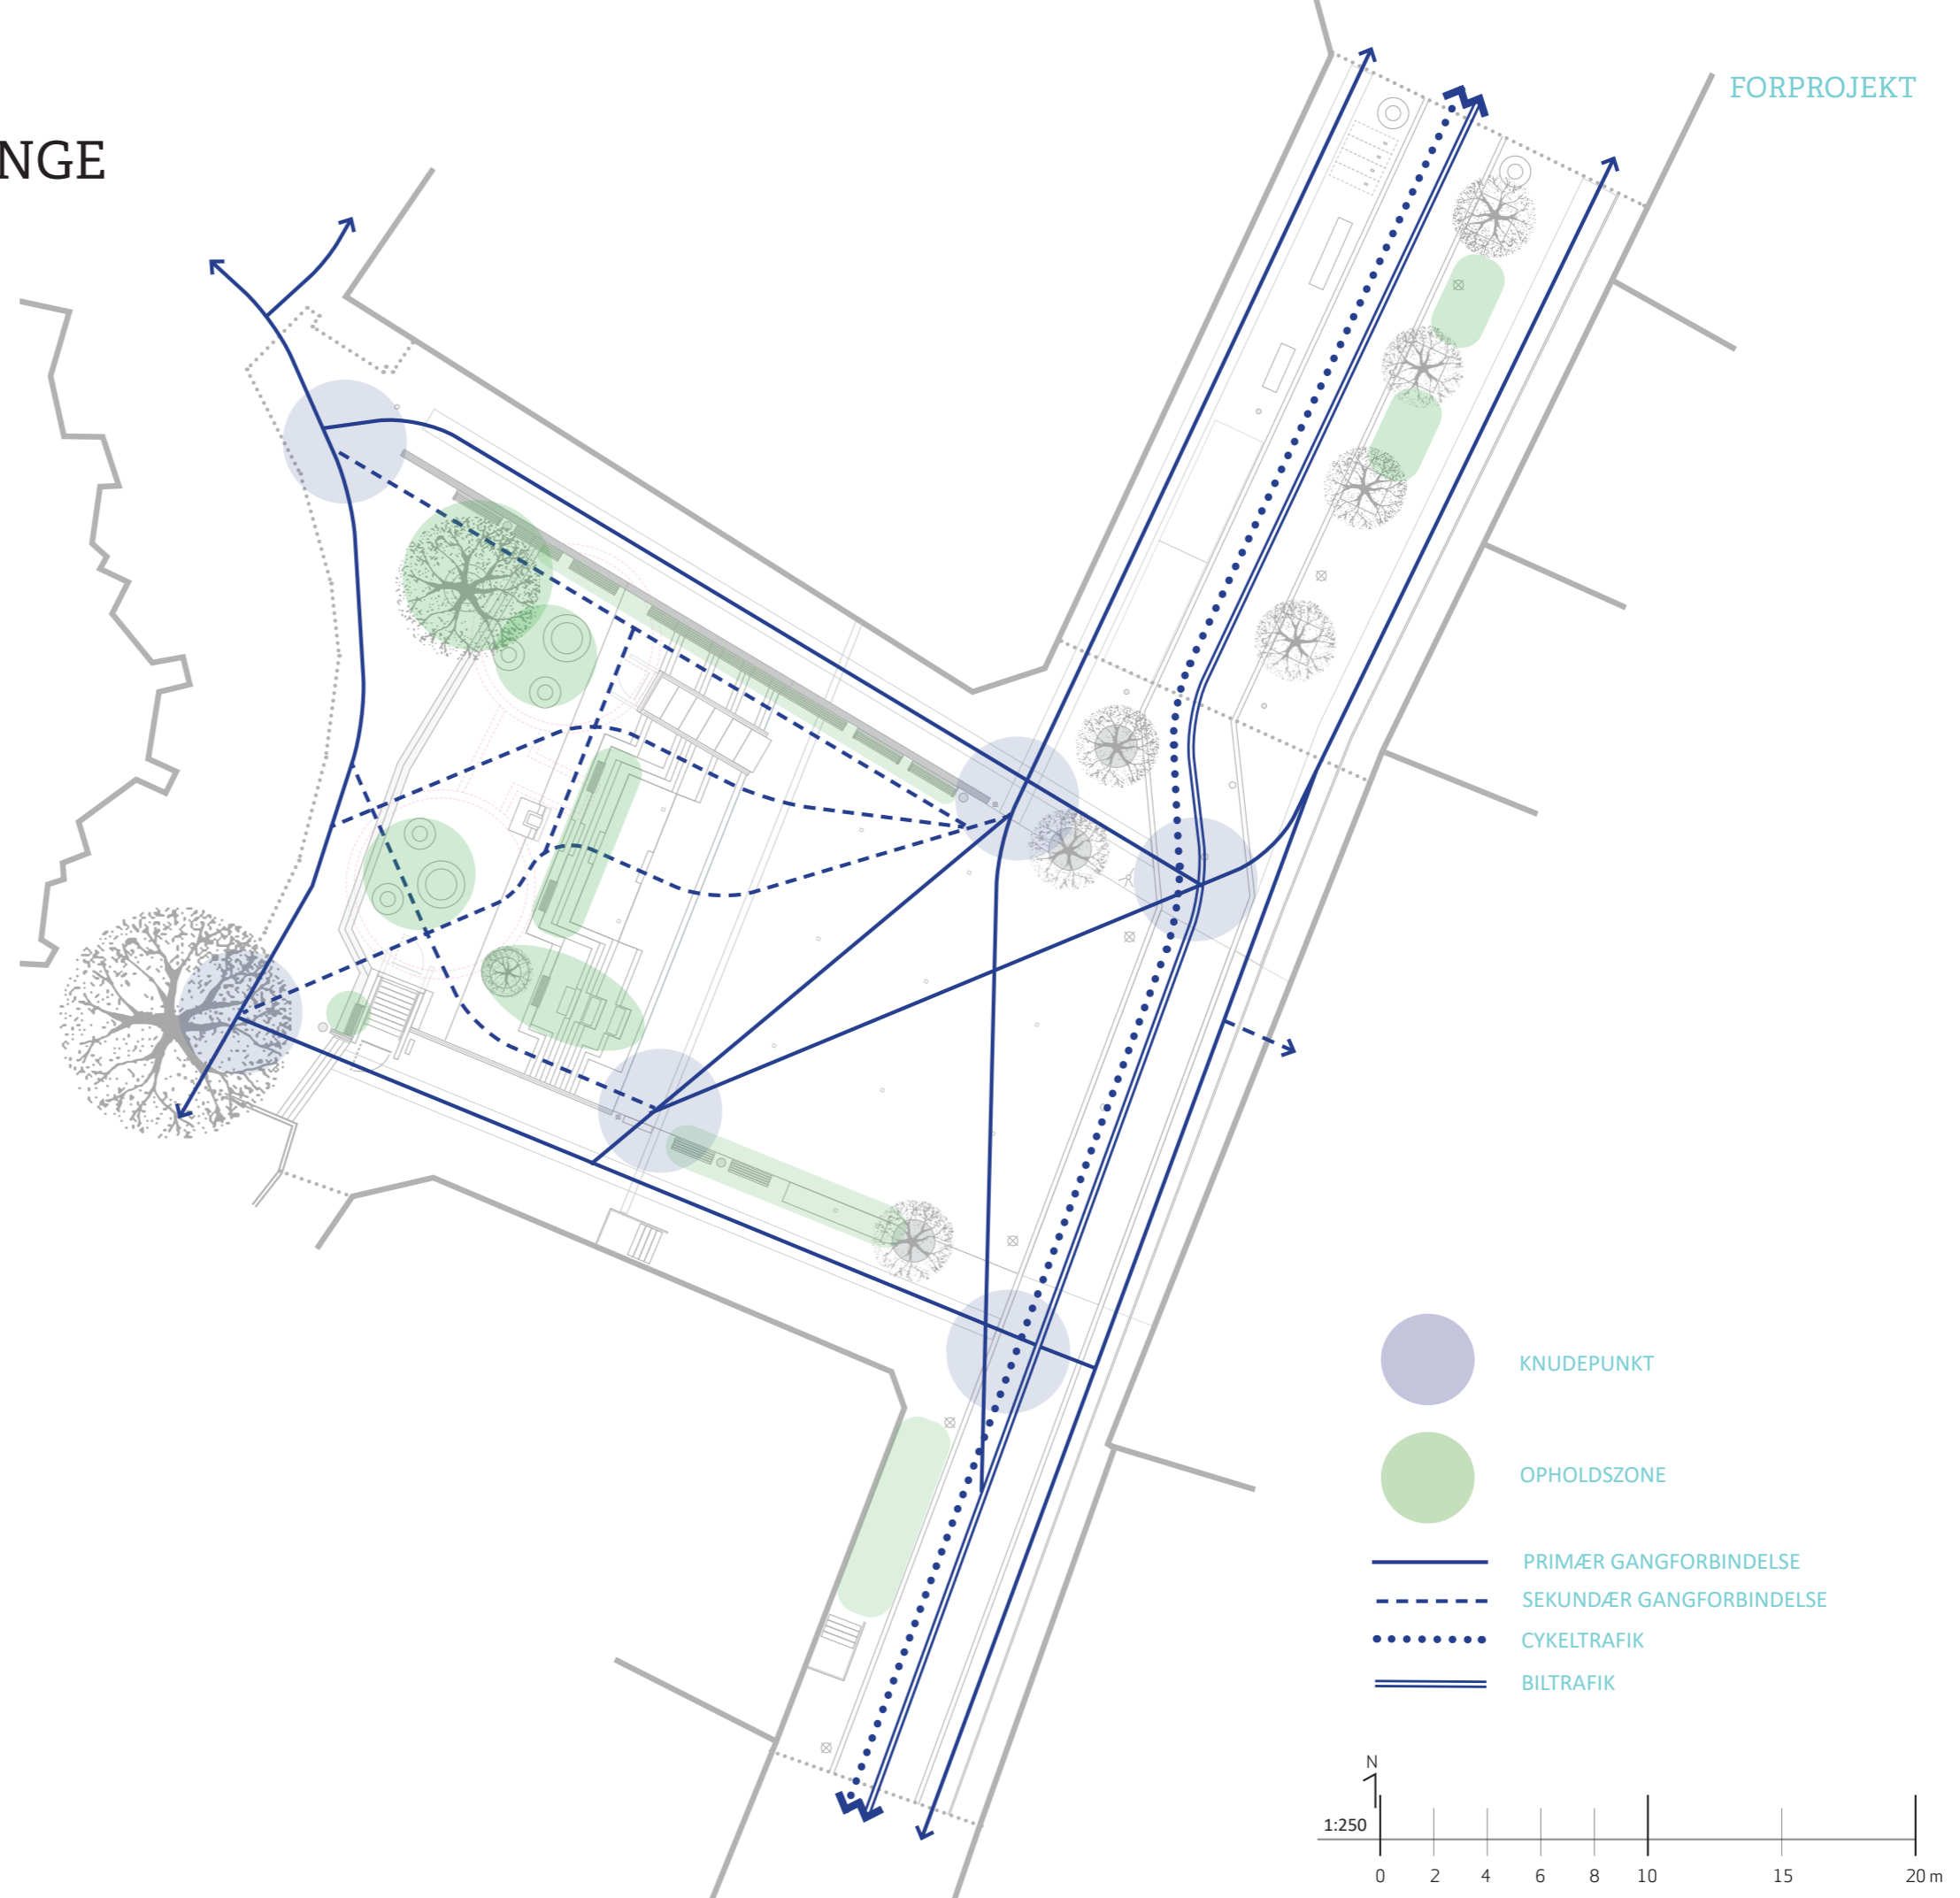 FORPROJEKT
NGE
KNUDEPUNKT
OPHOLDSZONE
PRIMÆR GANGFORBINDELSE
SEKUNDÆR GANGFORBINDELSE
CYKELTRAFIK
BILTRAFIK
N
1:250
0 2 4 6 8 10 15 20 m